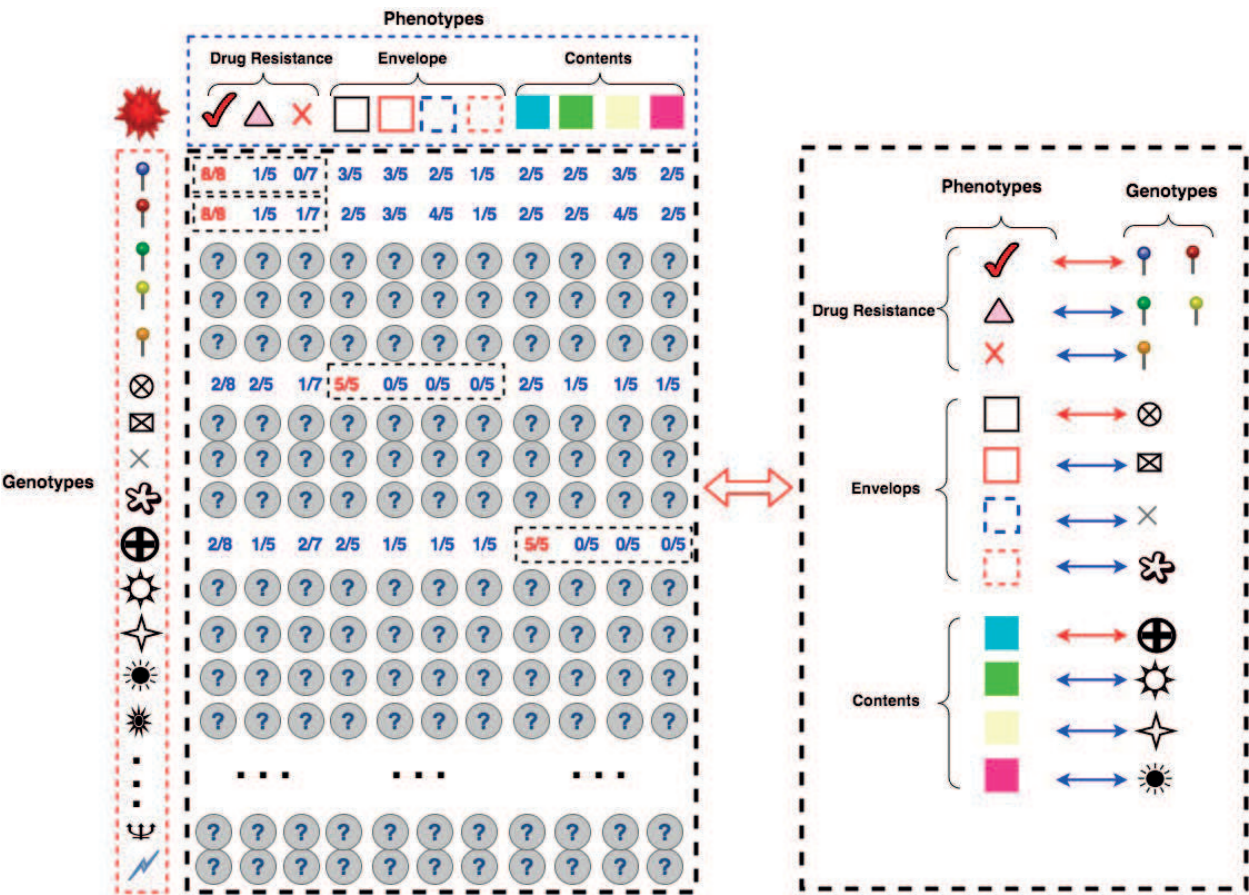 Phenotypes
Drug Resistance Envelope Contents
8/8 1/5 0/7 3/5 3/5 2/5 1/5 2/5 2/5 3/5 2/5
8/8 1/5 1/7 2/5 3/5 4/5 1/5 2/5 2/5 4/5 2/5
? ? ? ? ? ? ? ? ? ? ?
? ? ? ? ? ? ? ? ? ? ?
? ? ? ? ? ? ? ? ? ? ?
2/8 2/5 1/7 5/5 0/5 0/5 0/5 2/5 1/5 1/5 1/5
? ? ? ? ? ? ? ? ? ? ?
? ? ? ? ? ? ? ? ? ? ?
Genotypes
? ? ? ? ? ? ? ? ? ? ?
2/8 1/5 2/7 2/5 1/5 1/5 1/5 5/5 0/5 0/5 0/5
? ? ? ? ? ? ? ? ? ? ?
? ? ? ? ? ? ? ? ? ? ?
? ? ? ? ? ? ? ? ? ? ?
? ? ? ? ? ? ? ? ? ? ?
... ... ...
? ? ? ? ? ? ? ? ? ? ?
? ? ? ? ? ? ? ? ? ? ?
Phenotypes Genotypes
Drug Resistance
Envelops
Contents